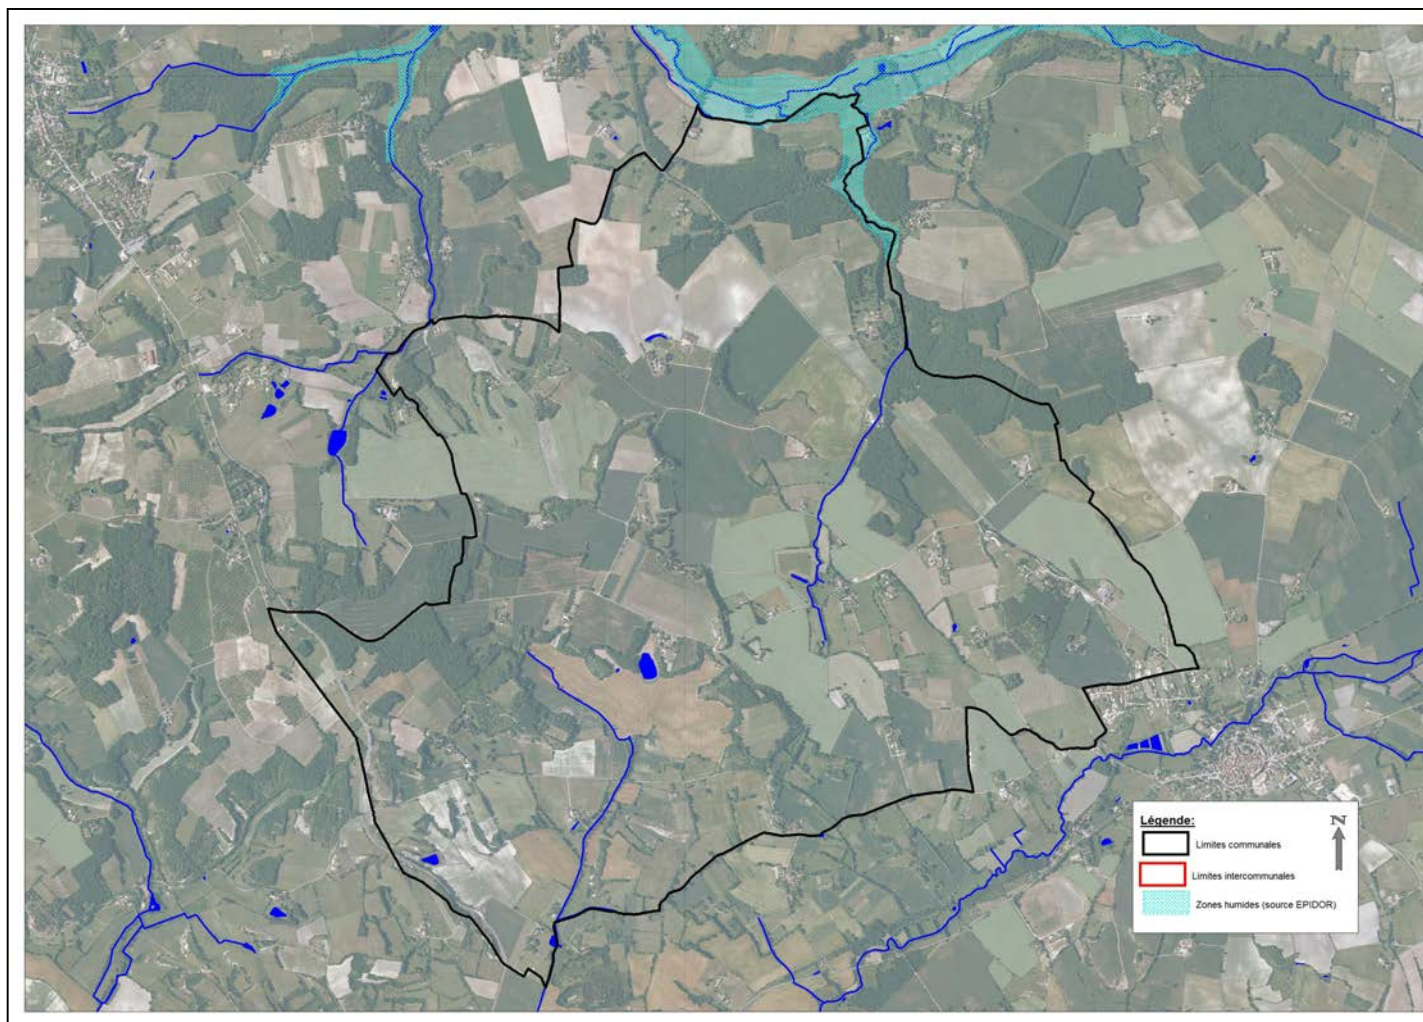 Légende:
N
Limites communales
Limites intercommunales
Zones humides (source EPIDOR)